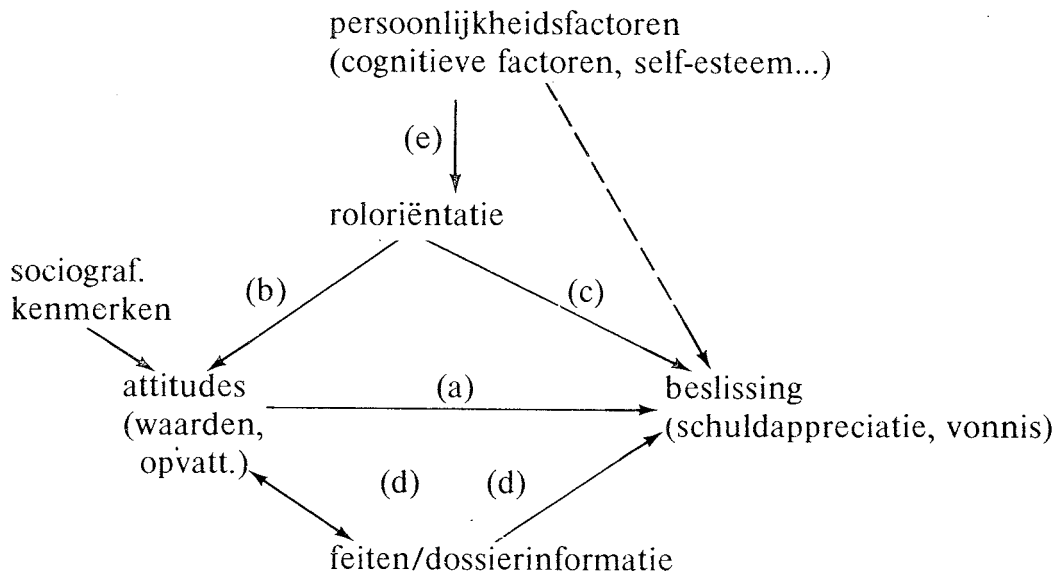 persoonlijkheidsfactoren
(cognitieve factoren, self-esteem...)
(e)
roloriëntatie
sociograf.
kenmerken
(b)
(c)
attitudes
(waarden,
opvatt.)
(a)
beslissing
(schuldappreciatie, vonnis)
(d)
(d)
feiten/dossierinformatie